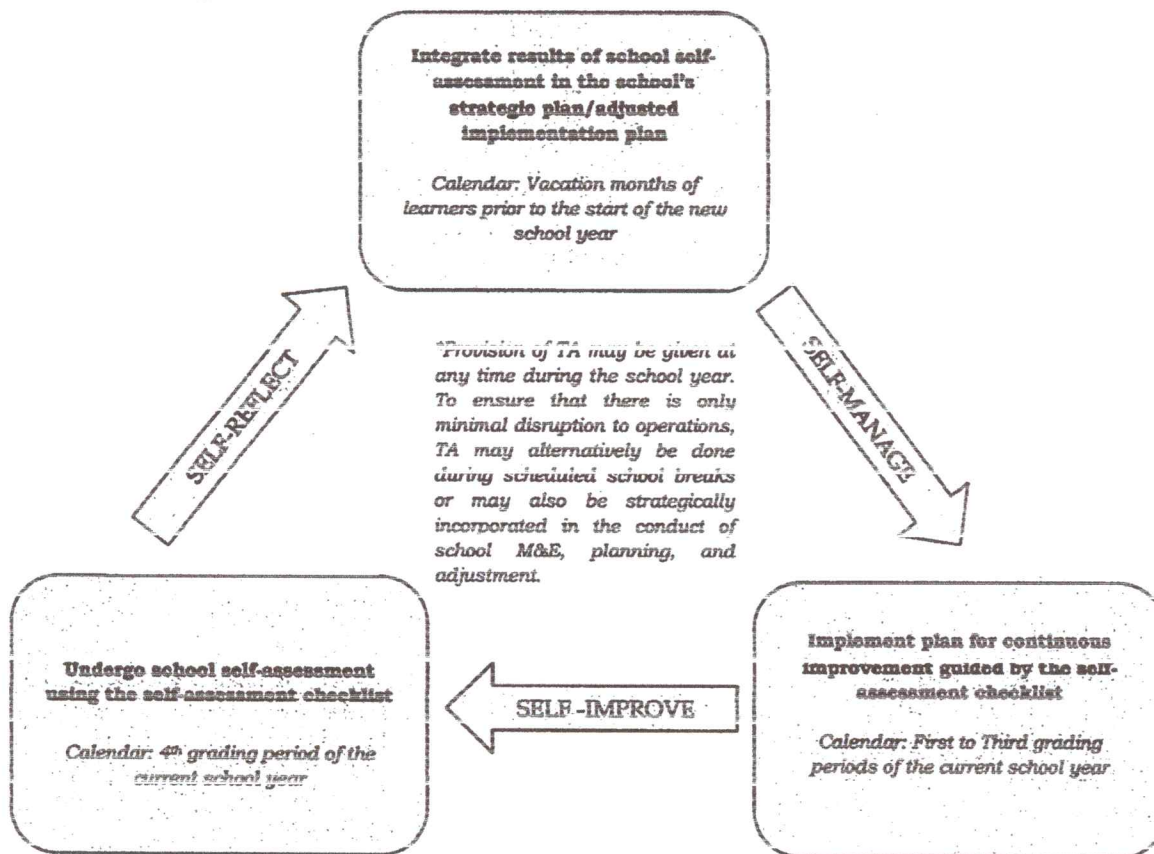 Integrate results of school self-
assessment in the school's
strategic plan/adjusted
implementation plan
Calendar: Vacation months of
learners prior to the start of the new
school year
SELF-REFLECT
SELF-MANAGE
*Provision of TA may be given at
any time during the school year.
To ensure that there is only
minimal disruption to operations,
TA may alternatively be done
during scheduled school breaks
or may also be strategically
incorporated in the conduct of
school M&E, planning, and
adjustment.
Undergo school self-assessment
using the self-assessment checklist
Calendar: 4th grading period of the
current school year
SELF-IMPROVE
Implement plan for continuous
improvement guided by the self-
assessment checklist
Calendar: First to Third grading
periods of the current school year